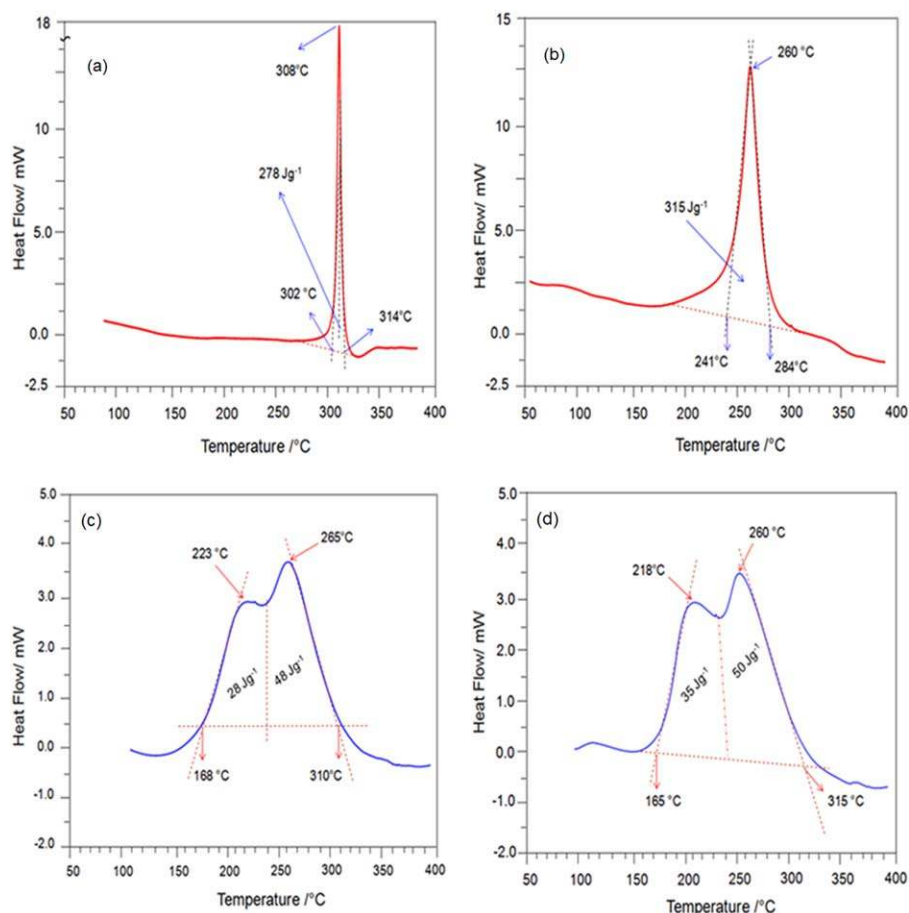 (a)
18
10
5.0
0.0
-2.5
Heat Flow/ mW
308°C
278 Jg⁻¹
302 °C
314°C
50 100 150 200 250 300 350 400
Temperature /°C
(b)
15
10
5.0
0.0
-2.5
Heat Flow/ mW
260 °C
315 Jg⁻¹
241°C
284°C
50 100 150 200 250 300 350 400
Temperature /°C
(c)
5.0
4.0
3.0
2.0
1.0
0.0
-1.0
-2.0
Heat Flow/ mW
223 °C
265°C
28 Jg⁻¹
48 Jg⁻¹
168 °C
310°C
50 100 150 200 250 300 350 400
Temperature /°C
(d)
5.0
4.0
3.0
2.0
1.0
0.0
-1.0
-2.0
Heat Flow/ mW
218°C
260 °C
35 Jg⁻¹
50 Jg⁻¹
165 °C
315 °C
50 100 150 200 250 300 350 400
Temperature /°C